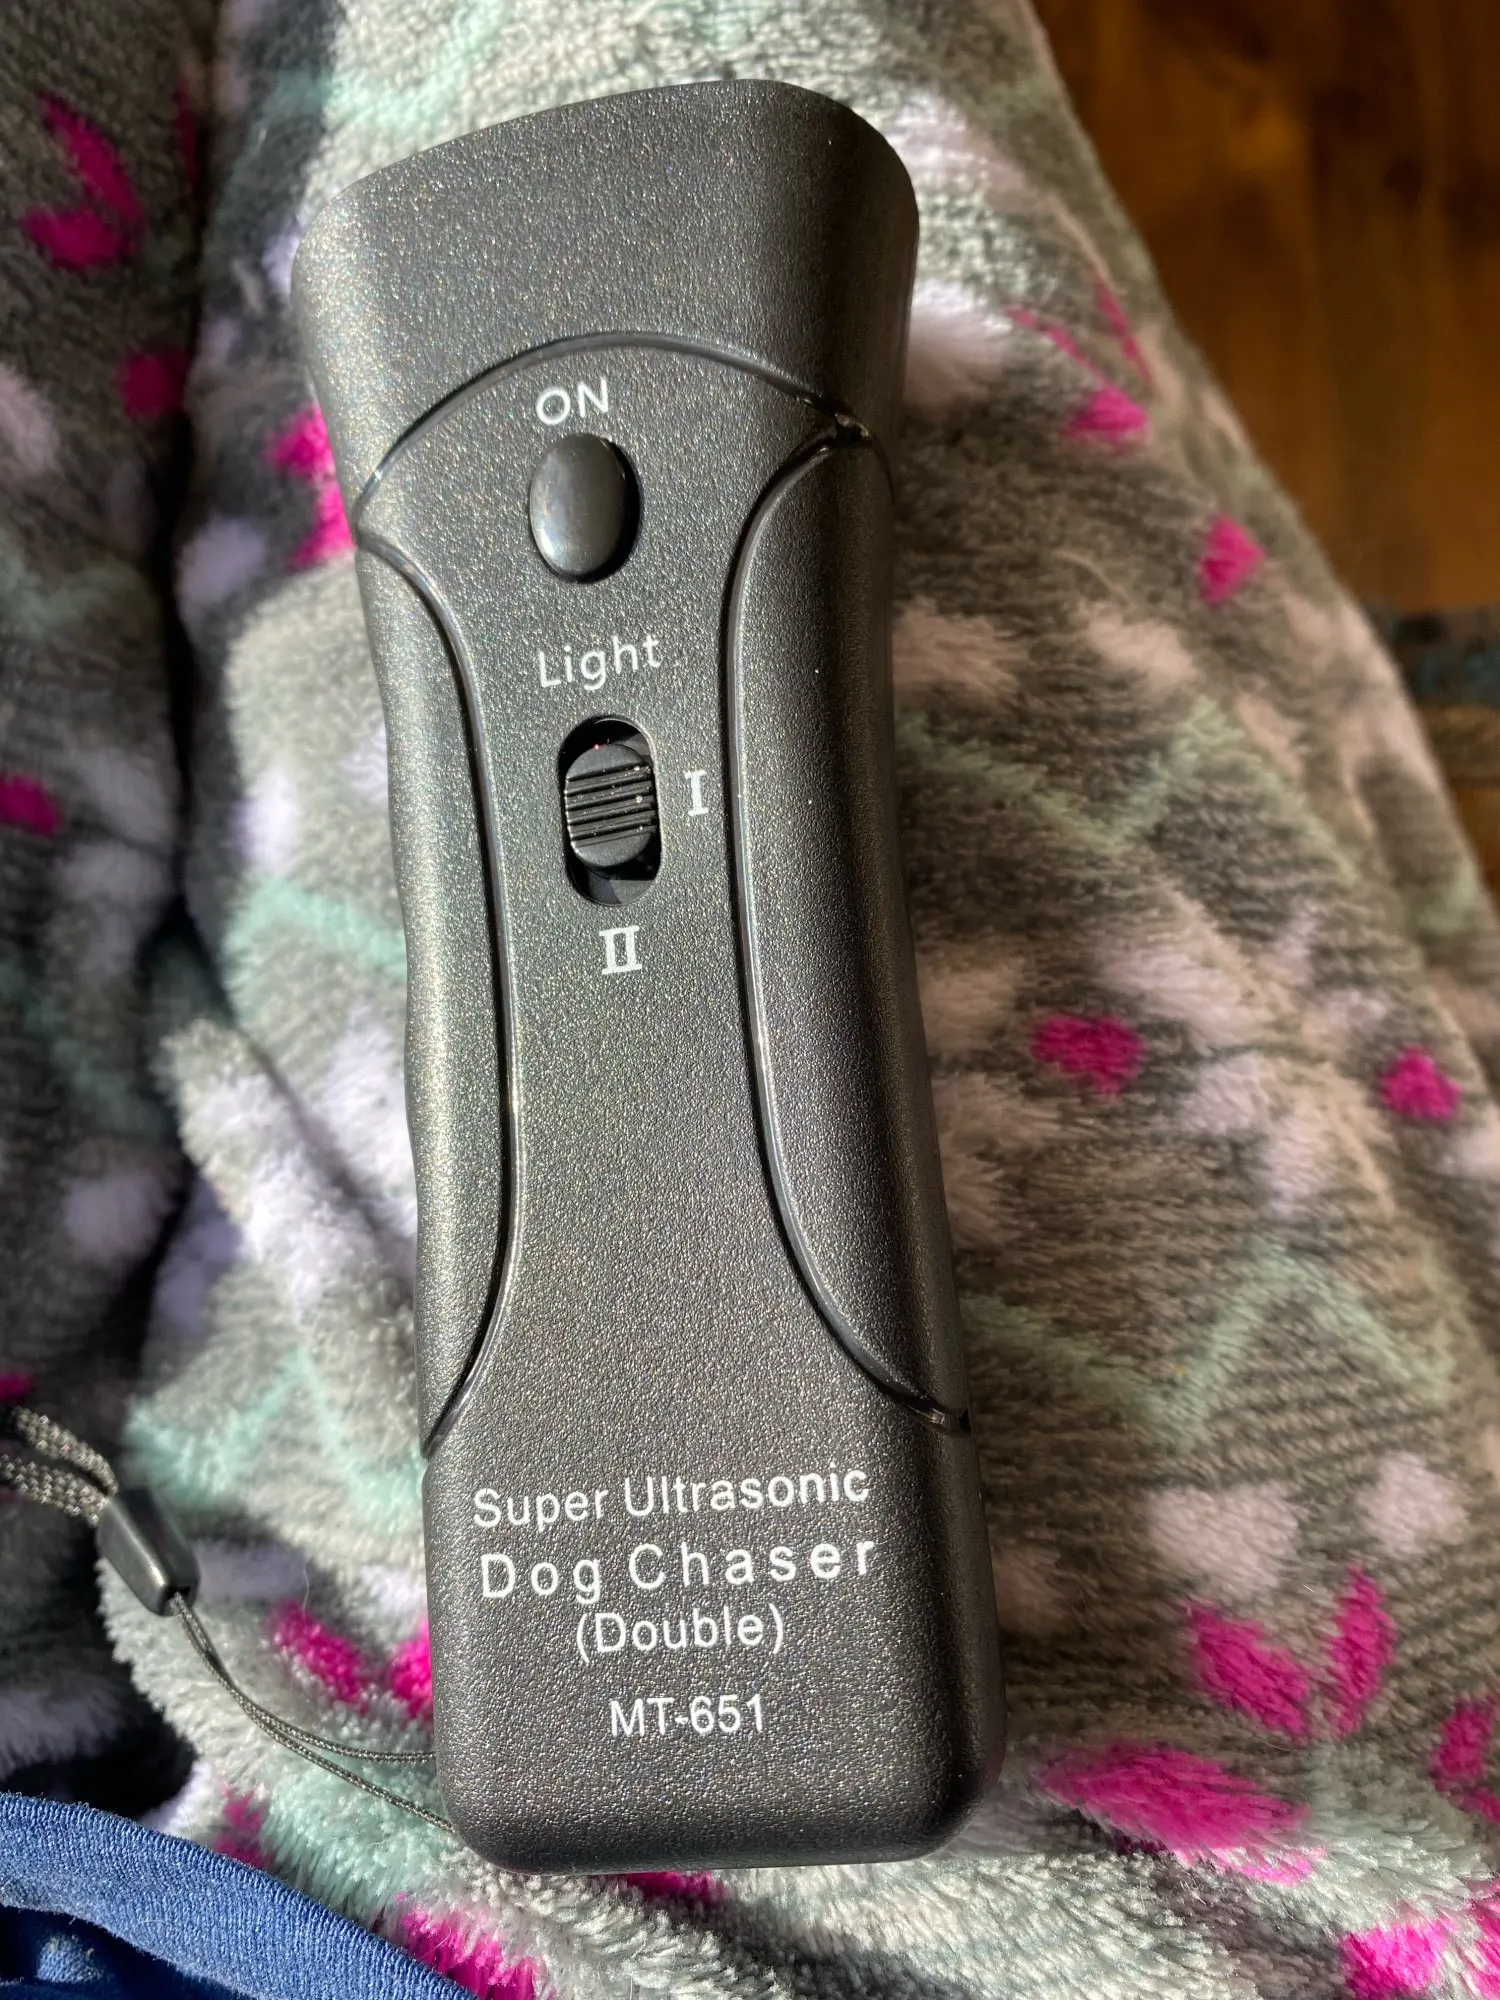 ON
Light
I
II
Super Ultrasonic
Dog Chaser
(Double)
MT-651